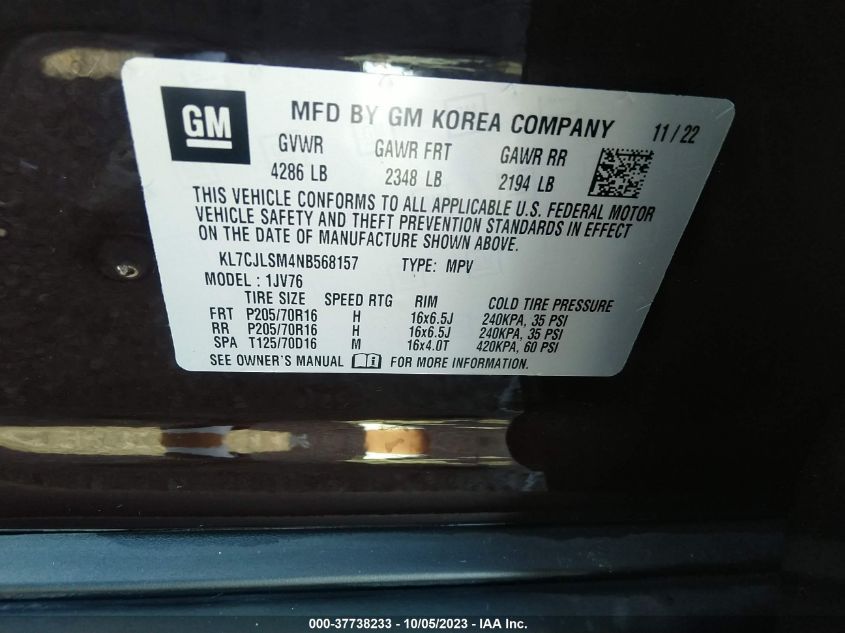 GM
MFD BY GM KOREA COMPANY 11/22
GVWR GAWR FRT GAWR RR
4286 LB 2348 LB 2194 LB
THIS VEHICLE CONFORMS TO ALL APPLICABLE U.S. FEDERAL MOTOR
VEHICLE SAFETY AND THEFT PREVENTION STANDARDS IN EFFECT
ON THE DATE OF MANUFACTURE SHOWN ABOVE.
KL7CJLSM4NB568157 TYPE: MPV
MODEL : 1JV76
TIRE SIZE SPEED RTG RIM COLD TIRE PRESSURE
FRT P205/70R16 H 16x6.5J 240KPA, 35 PSI
RR P205/70R16 H 16x6.5J 240KPA, 35 PSI
SPA T125/70D16 M 16x4.0T 420KPA, 60 PSI
SEE OWNER'S MANUAL FOR MORE INFORMATION.
000-37738233 - 10/05/2023 - IAA Inc.